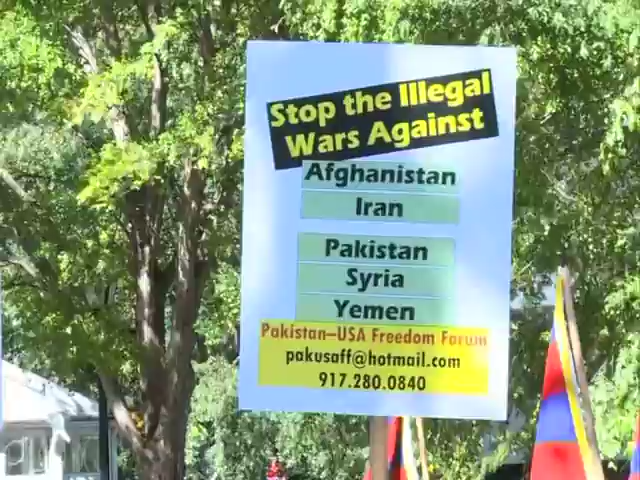 Stop the Illegal
Wars Against
Afghanistan
Iran
Pakistan
Syria
Yemen
Pakistan-USA Freedom Forum
pakusaff@hotmail.com
917.280.0840